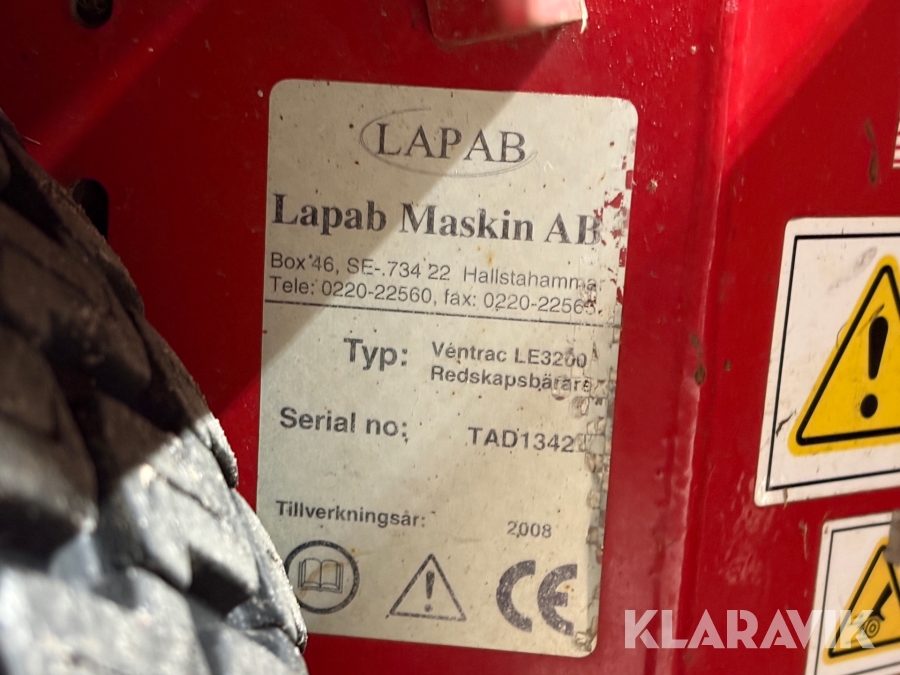 LAPAB
Lapab Maskin AB
Box 46, SE-.734 22 Hallstahammar
Tele: 0220-22560, fax: 0220-22565.
Typ: Ventrac LE3200
Redskapsbärare
Serial no: TAD1342
Tillverkningsår: 2008
CE
KLARAVIK